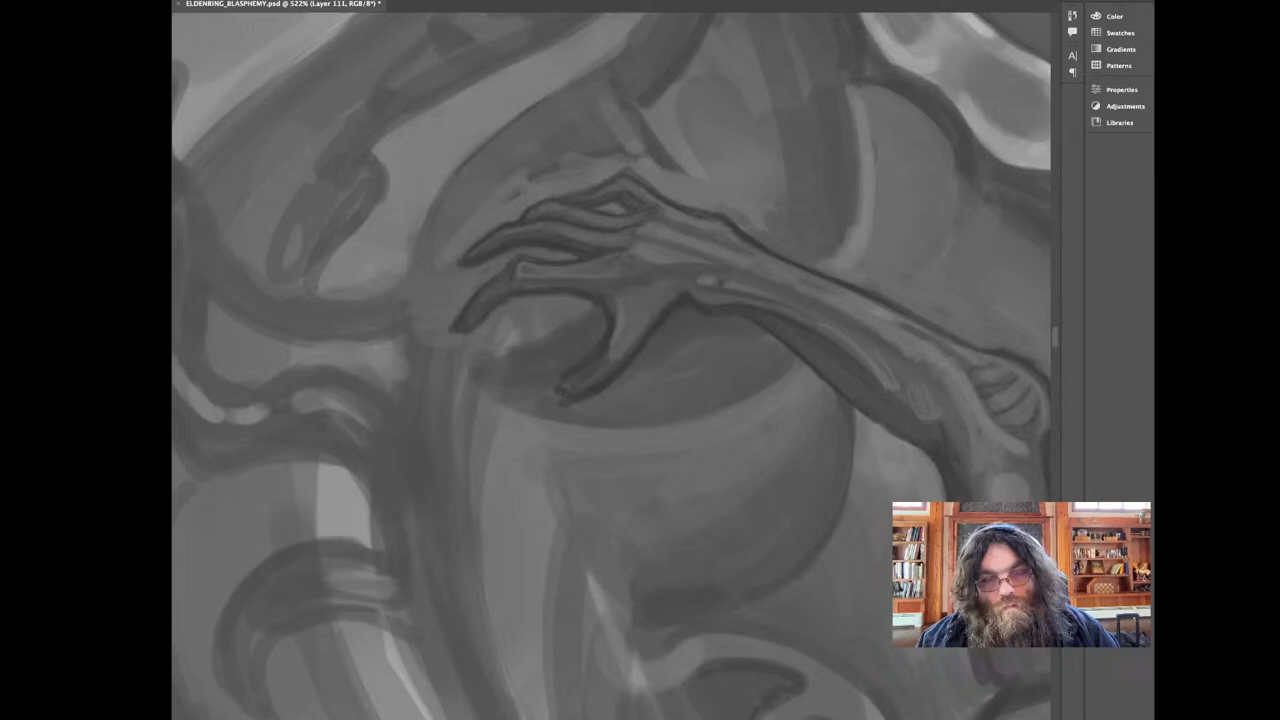 × ELDENRING_BLASPHEMY.psd @ 522% (Layer 111, RGB/8*) *
Color
Swatches
Gradients
Patterns
Properties
Adjustments
Libraries